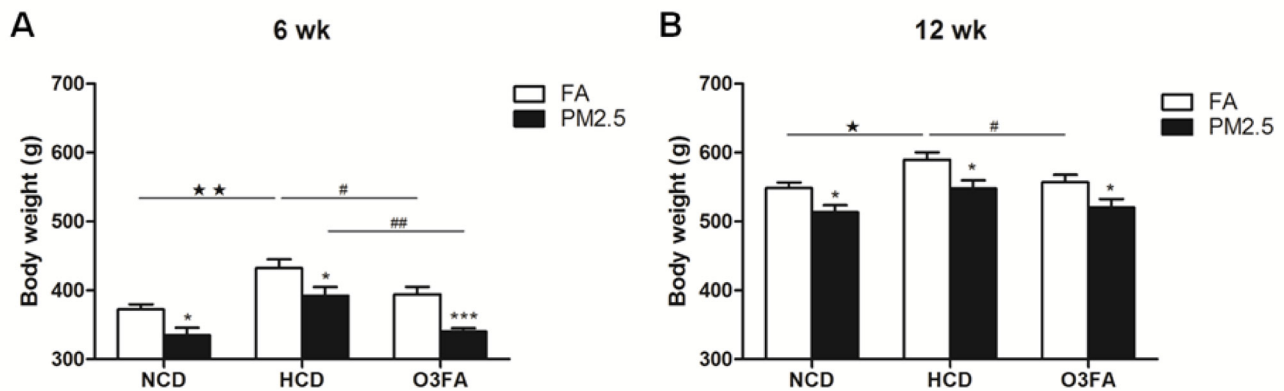 A
6 wk
700
600
500
400
300
Body weight (g)
FA
PM2.5
★ ★
#
##
*
*
***
NCD
HCD
O3FA
B
12 wk
700
600
500
400
300
Body weight (g)
FA
PM2.5
★
#
*
*
*
NCD
HCD
O3FA